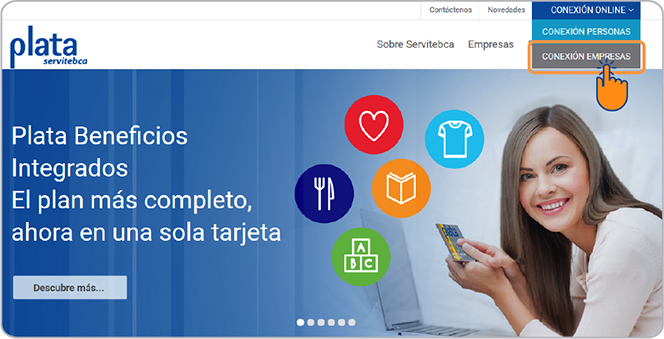 Contáctenos Novedades CONEXIÓN ONLINE
CONEXIÓN PERSONAS
plata
servitebca
Sobre Servitebca Empresas
CONEXIÓN EMPRESAS
Plata Beneficios
Integrados
El plan más completo,
ahora en una sola tarjeta
A
B C
Descubre más...